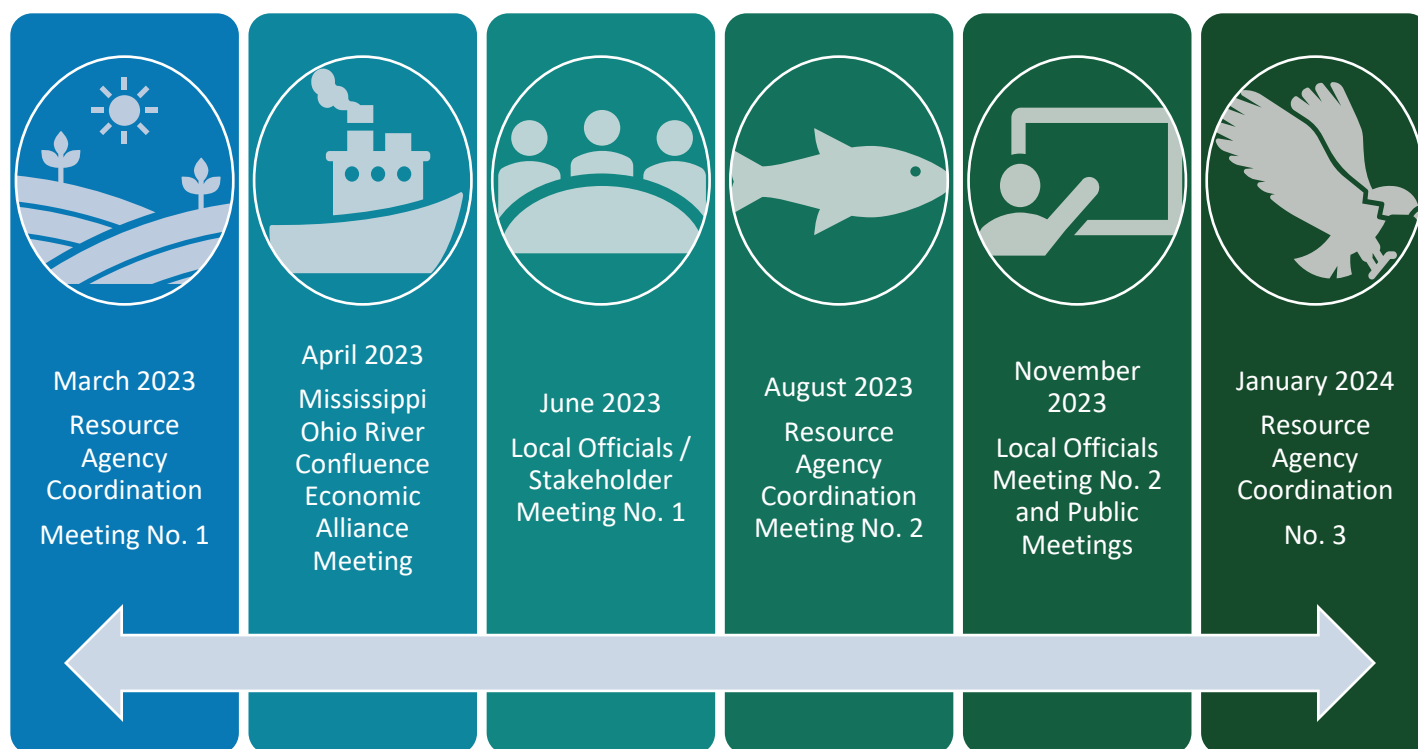 March 2023
Resource
Agency
Coordination
Meeting No. 1
April 2023
Mississippi
Ohio River
Confluence
Economic
Alliance
Meeting
June 2023
Local Officials /
Stakeholder
Meeting No. 1
August 2023
Resource
Agency
Coordination
Meeting No. 2
November
2023
Local Officials
Meeting No. 2
and Public
Meetings
January 2024
Resource
Agency
Coordination
No. 3